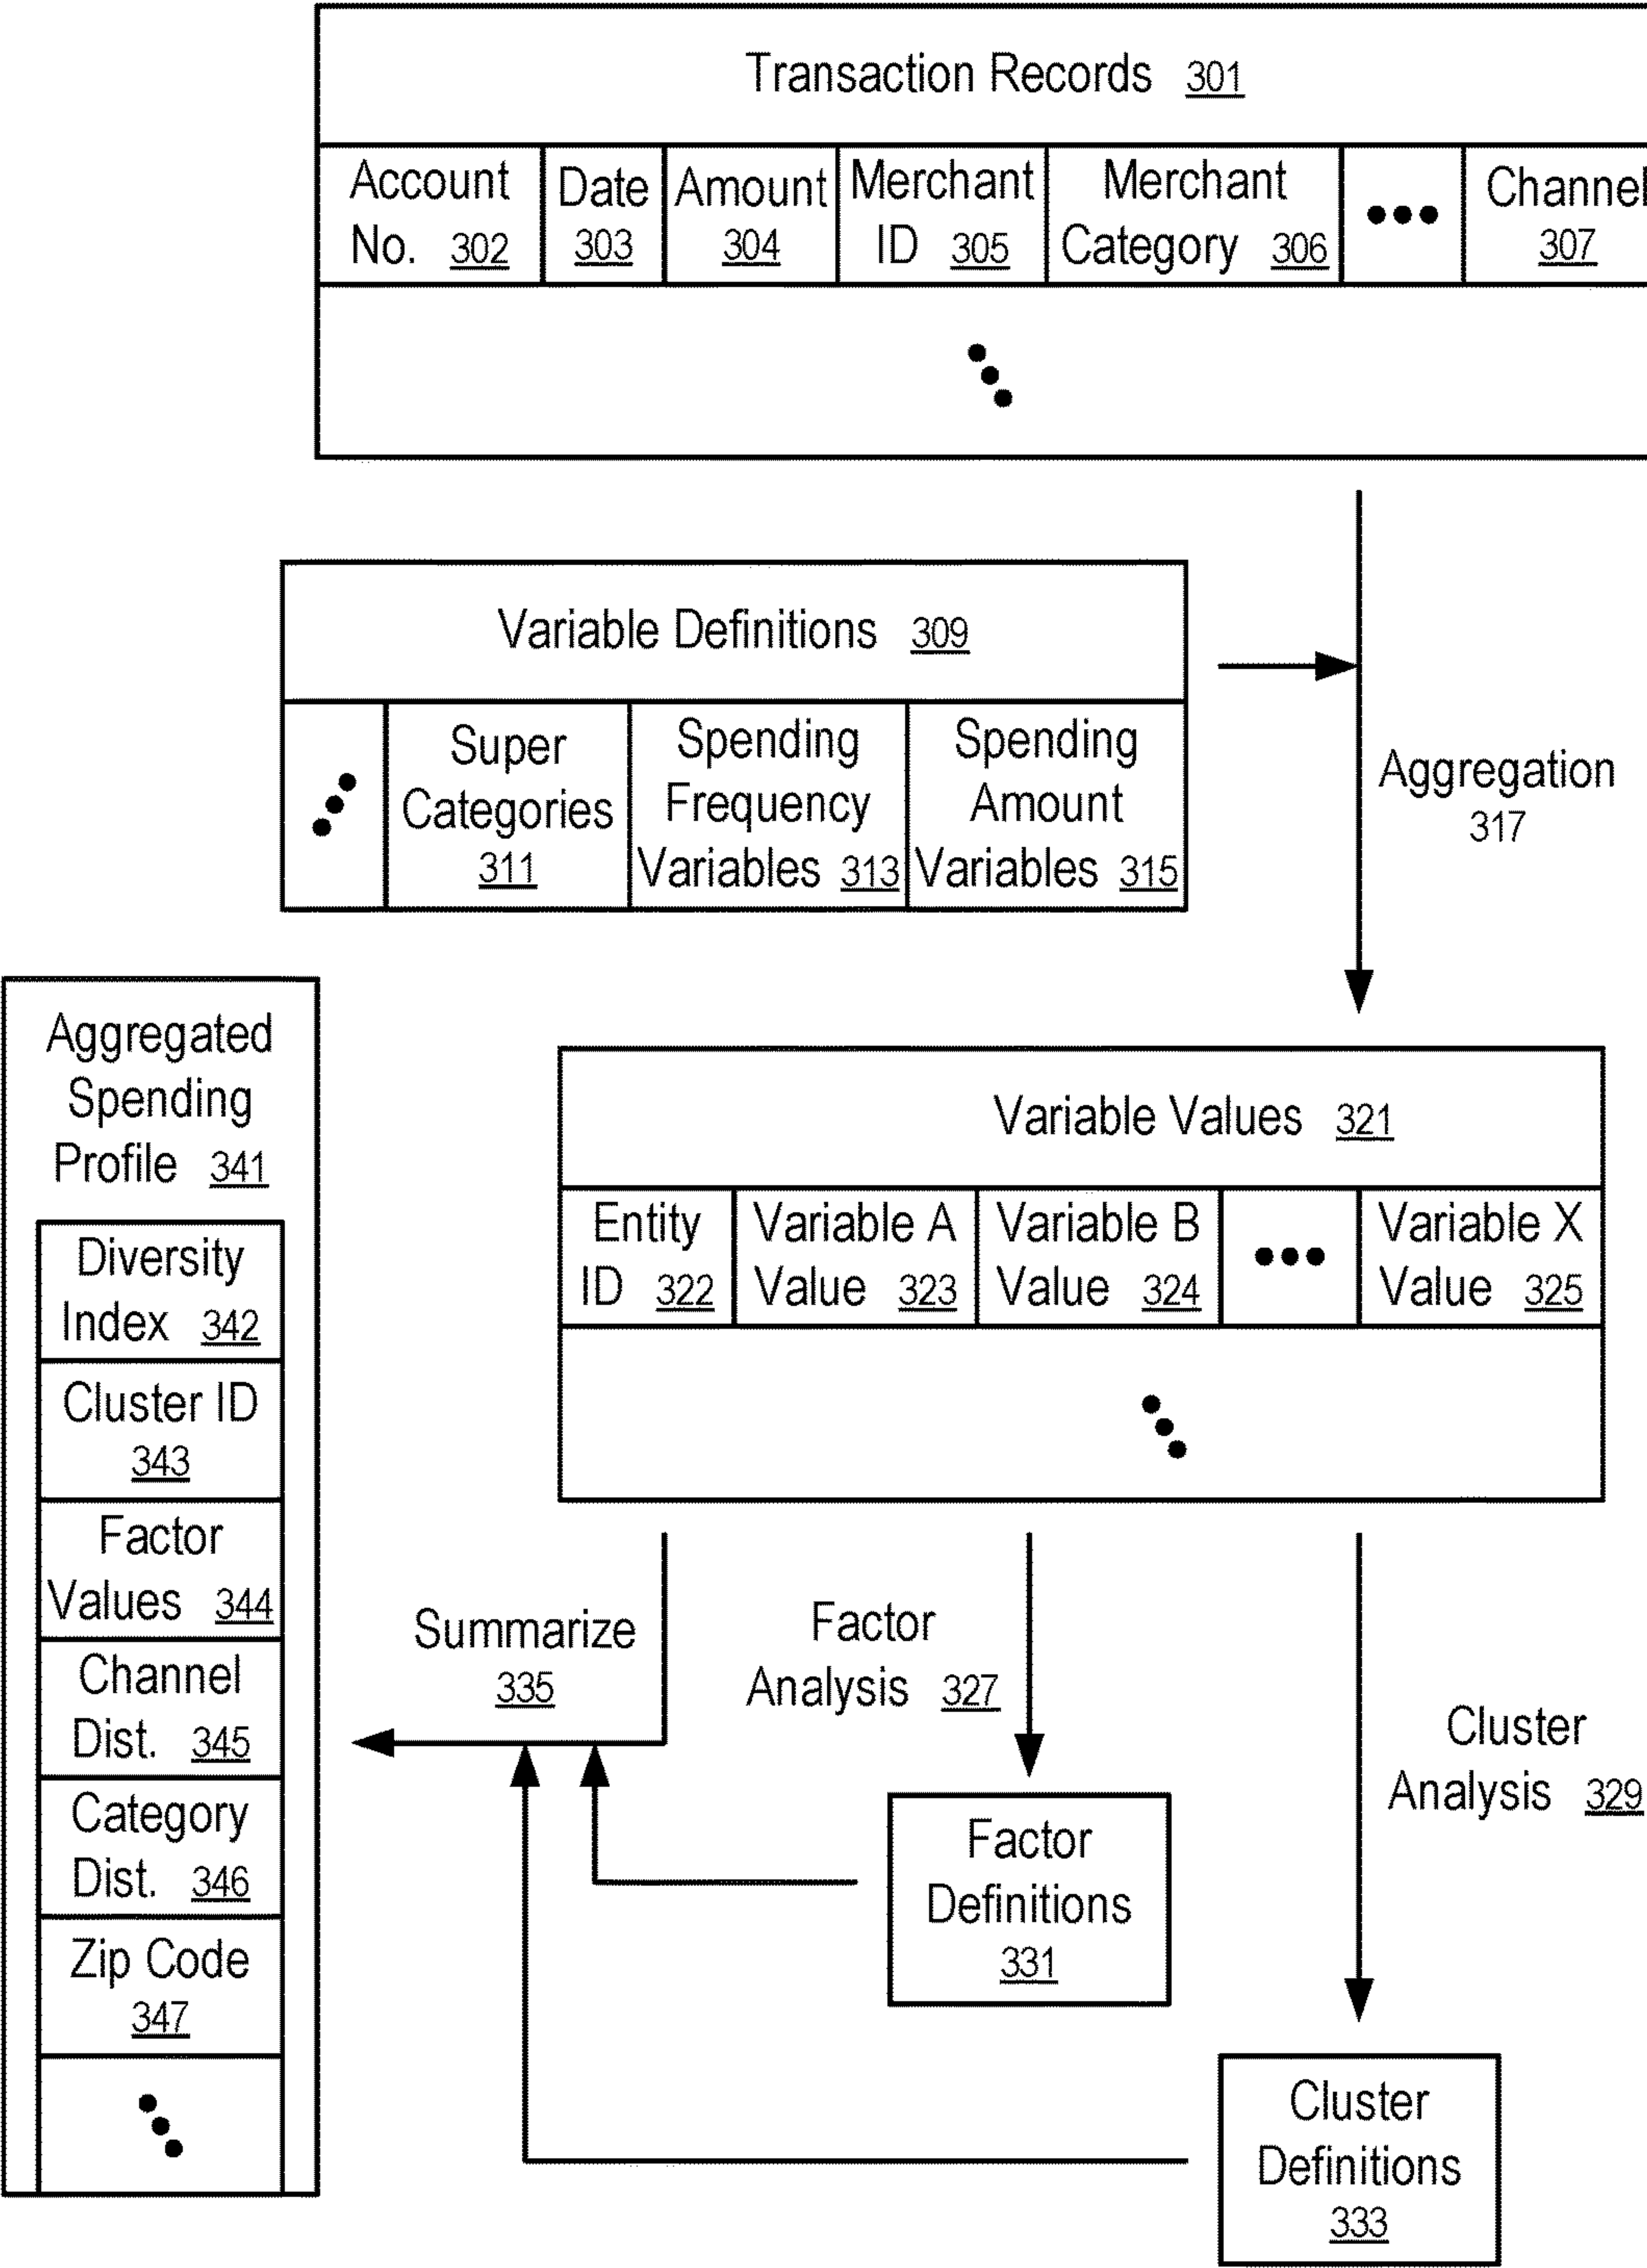 Transaction Records 301
Account
No. 302
Date
303
Amount
304
Merchant
ID 305
Merchant
Category 306
Channel
307
Variable Definitions 309
Super
Categories
311
Spending
Frequency
Variables 313
Spending
Amount
Variables 315
Aggregation
317
Aggregated
Spending
Profile 341
Diversity
Index 342
Cluster ID
343
Factor
Values 344
Channel
Dist. 345
Category
Dist. 346
Zip Code
347
Variable Values 321
Entity
ID 322
Variable A
Value 323
Variable B
Value 324
Variable X
Value 325
Summarize
335
Factor
Analysis 327
Cluster
Analysis 329
Factor
Definitions
331
Cluster
Definitions
333